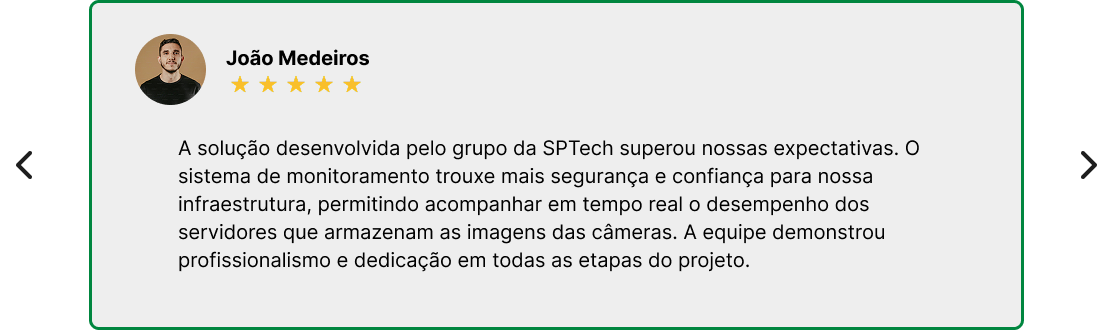 João Medeiros
A solução desenvolvida pelo grupo da SPTech superou nossas expectativas. O
sistema de monitoramento trouxe mais segurança e confiança para nossa
infraestrutura, permitindo acompanhar em tempo real o desempenho dos
servidores que armazenam as imagens das câmeras. A equipe demonstrou
profissionalismo e dedicação em todas as etapas do projeto.